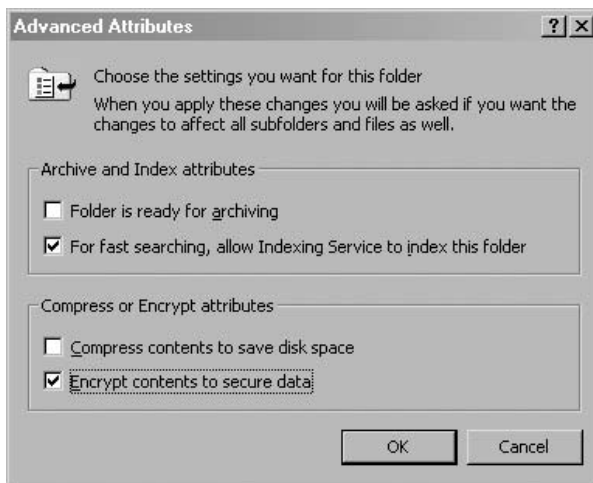 Advanced Attributes
Choose the settings you want for this folder
When you apply these changes you will be asked if you want the
changes to affect all subfolders and files as well.
Archive and Index attributes
Folder is ready for archiving
For fast searching, allow Indexing Service to index this folder
Compress or Encrypt attributes
Compress contents to save disk space
Encrypt contents to secure data
OK Cancel